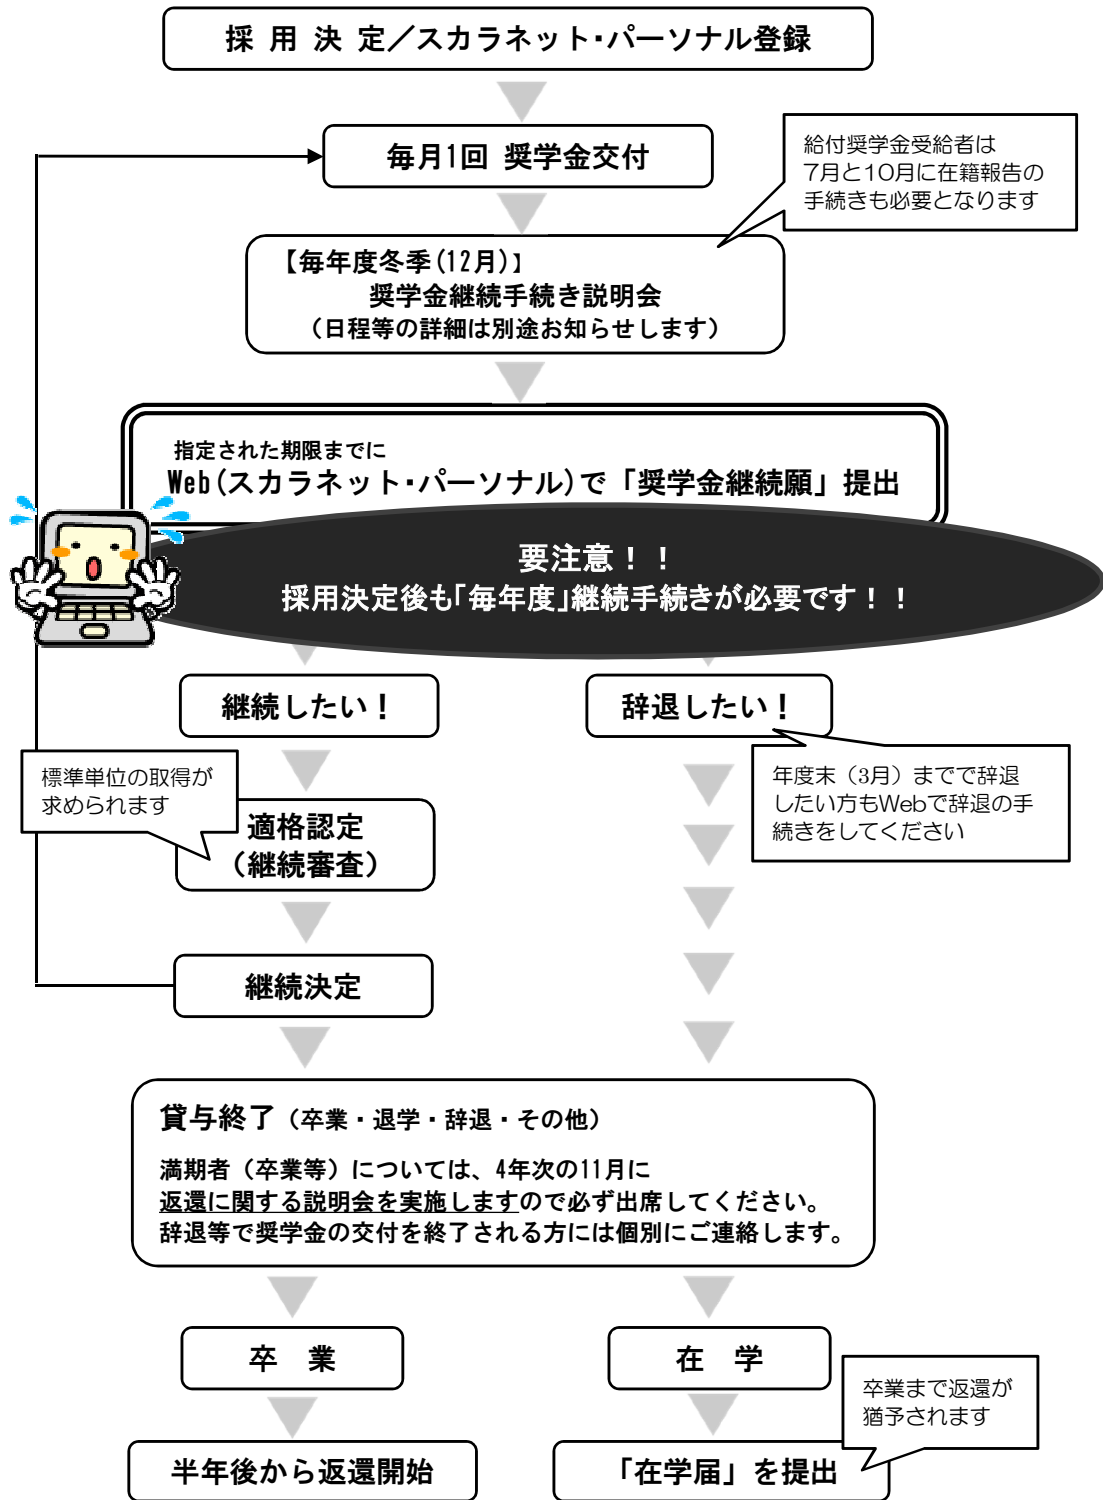 採 用 決 定／スカラネット・パーソナル登録
毎月1回 奨学金交付
給付奨学金受給者は
7月と10月に在籍報告の
手続きも必要となります
【毎年度冬季(12月)】
奨学金継続手続き説明会
（日程等の詳細は別途お知らせします）
指定された期限までに
Web(スカラネット・パーソナル)で「奨学金継続願」提出
要注意！！
採用決定後も「毎年度」継続手続きが必要です！！
継続したい！
辞退したい！
標準単位の取得が
求められます
年度末（3月）までで辞退
したい方もWebで辞退の手
続きをしてください
適格認定
（継続審査）
継続決定
貸与終了（卒業・退学・辞退・その他）
満期者（卒業等）については、4年次の11月に
返還に関する説明会を実施しますので必ず出席してください。
辞退等で奨学金の交付を終了される方には個別にご連絡します。
卒　業
在　学
卒業まで返還が
猶予されます
半年後から返還開始
「在学届」を提出